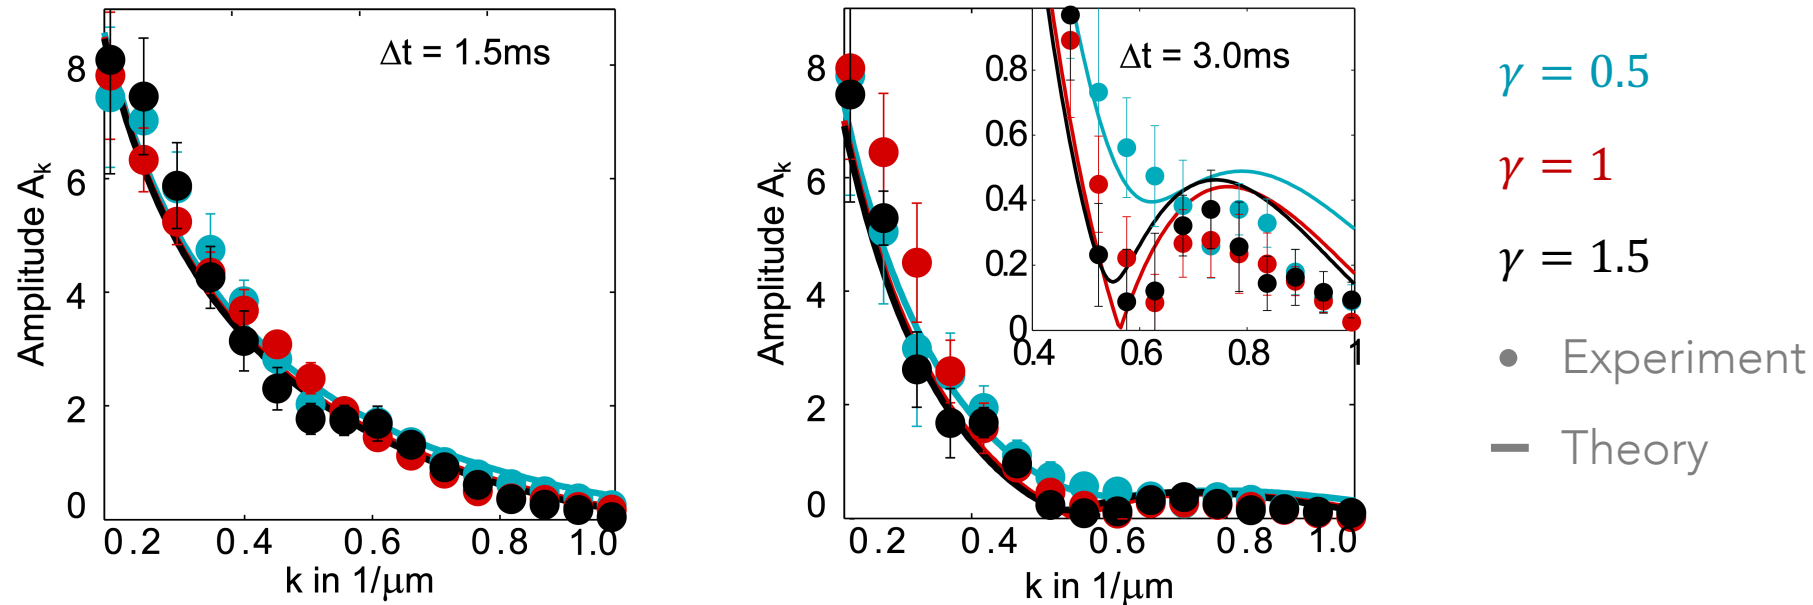 Δt = 1.5ms
Amplitude Aₖ
8
6
4
2
0
0.2 0.4 0.6 0.8 1.0
k in 1/μm
Δt = 3.0ms
Amplitude Aₖ
8
6
4
2
0
0.2 0.4 0.6 0.8 1.0
k in 1/μm
0.8
0.6
0.4
0.2
0
0.4 0.6 0.8 1
γ = 0.5
γ = 1
γ = 1.5
Experiment
Theory